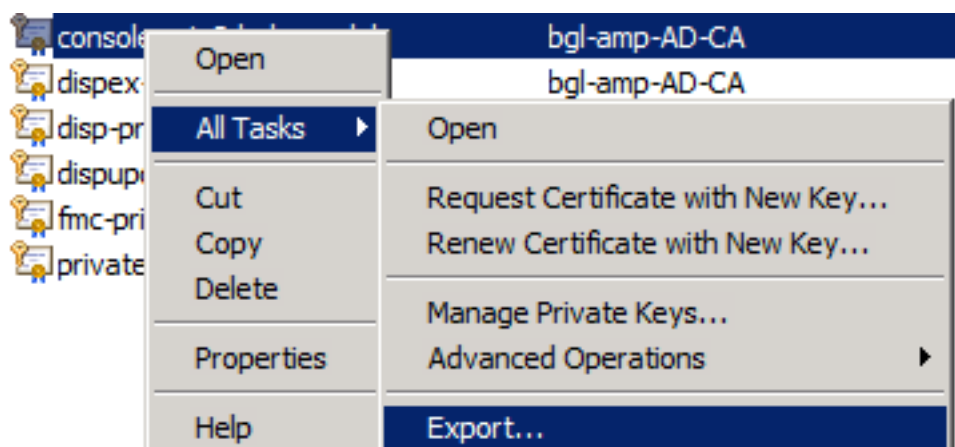 console bgl-amp-AD-CA
dispex- bgl-amp-AD-CA
disp-pr
dispup
fmc-pri
private
Open
All Tasks
Cut
Copy
Delete
Properties
Help
Open
Request Certificate with New Key...
Renew Certificate with New Key...
Manage Private Keys...
Advanced Operations
Export...